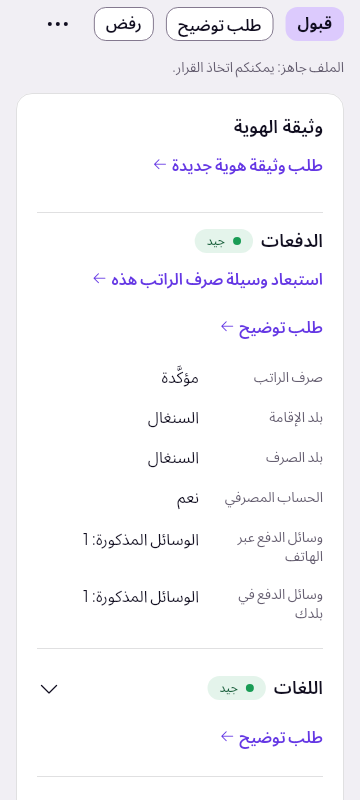 قبول
طلب توضيح
رفض
الملف جاهز: يمكنكم اتخاذ القرار.
وثيقة الهوية
طلب وثيقة هوية جديدة ←
الدفعات
جيد
استبعاد وسيلة صرف الراتب هذه ←
طلب توضيح ←
صرف الراتب مؤكَّدة
بلد الإقامة السنغال
بلد الصرف السنغال
الحساب المصرفي نعم
وسائل الدفع عبر الهاتف الوسائل المذكورة: 1
وسائل الدفع في بلدك الوسائل المذكورة: 1
اللغات
جيد
طلب توضيح ←